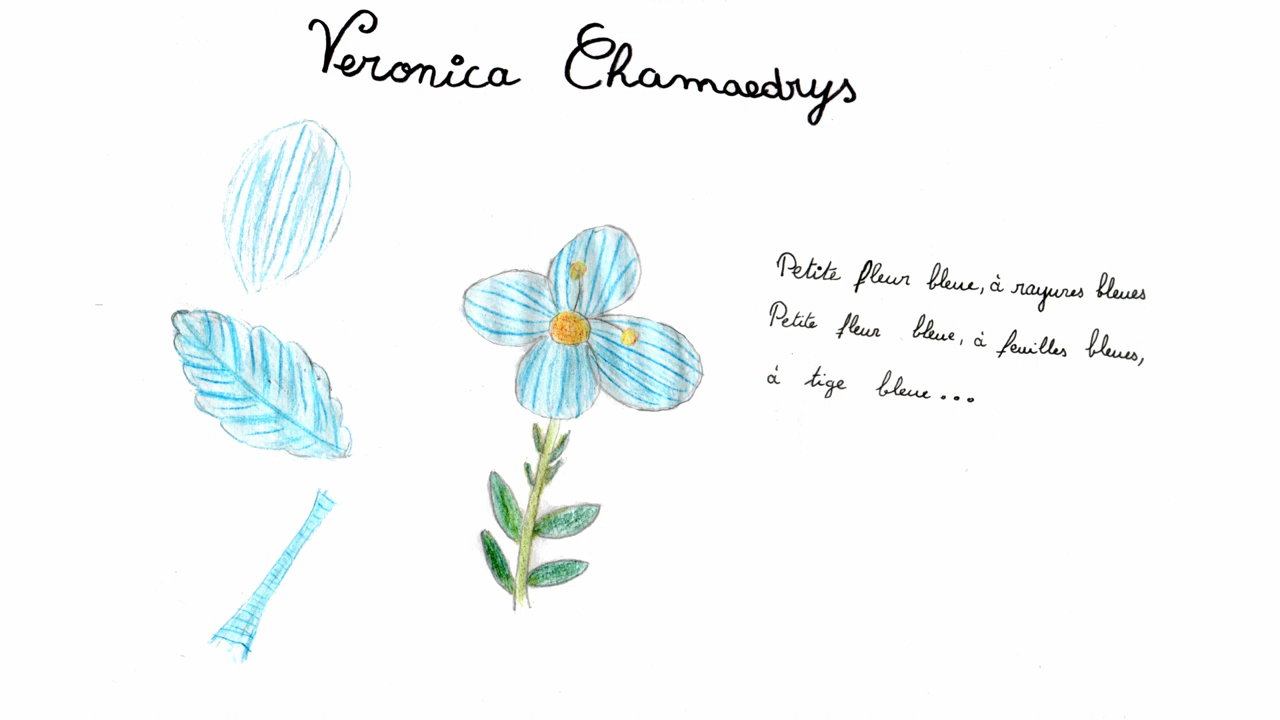 Veronica Chamaedrys
Petite fleur bleue, à rayures bleues
Petite fleur bleue, à feuilles bleues,
à tige bleue...